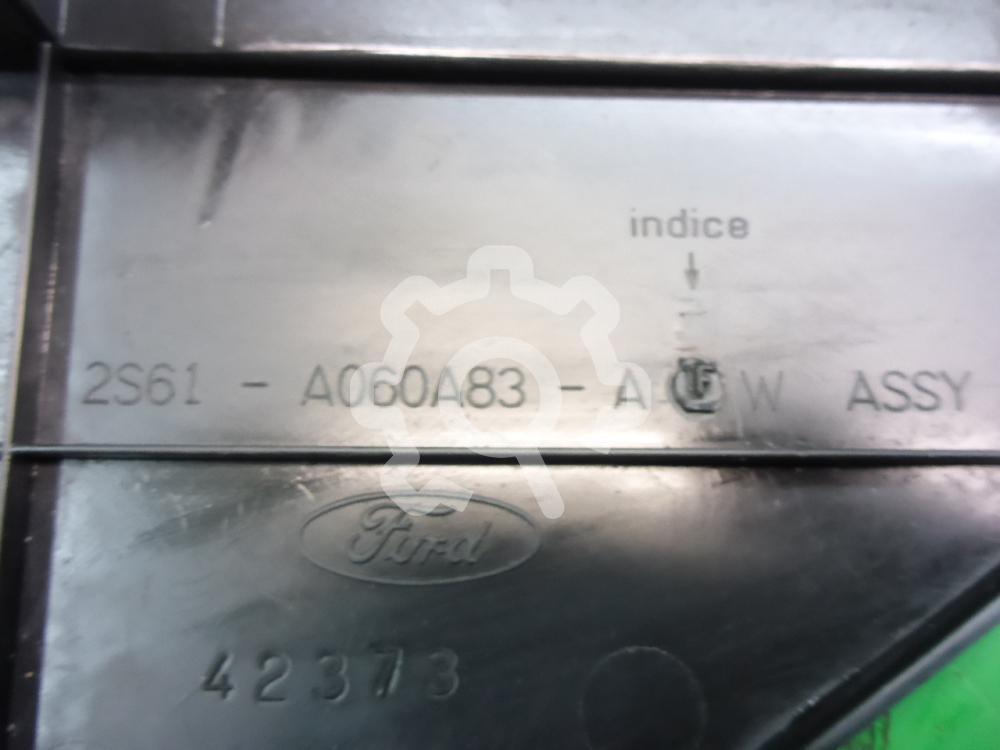 indice
2S61 - A060A83 - A W ASSY
Ford
42373